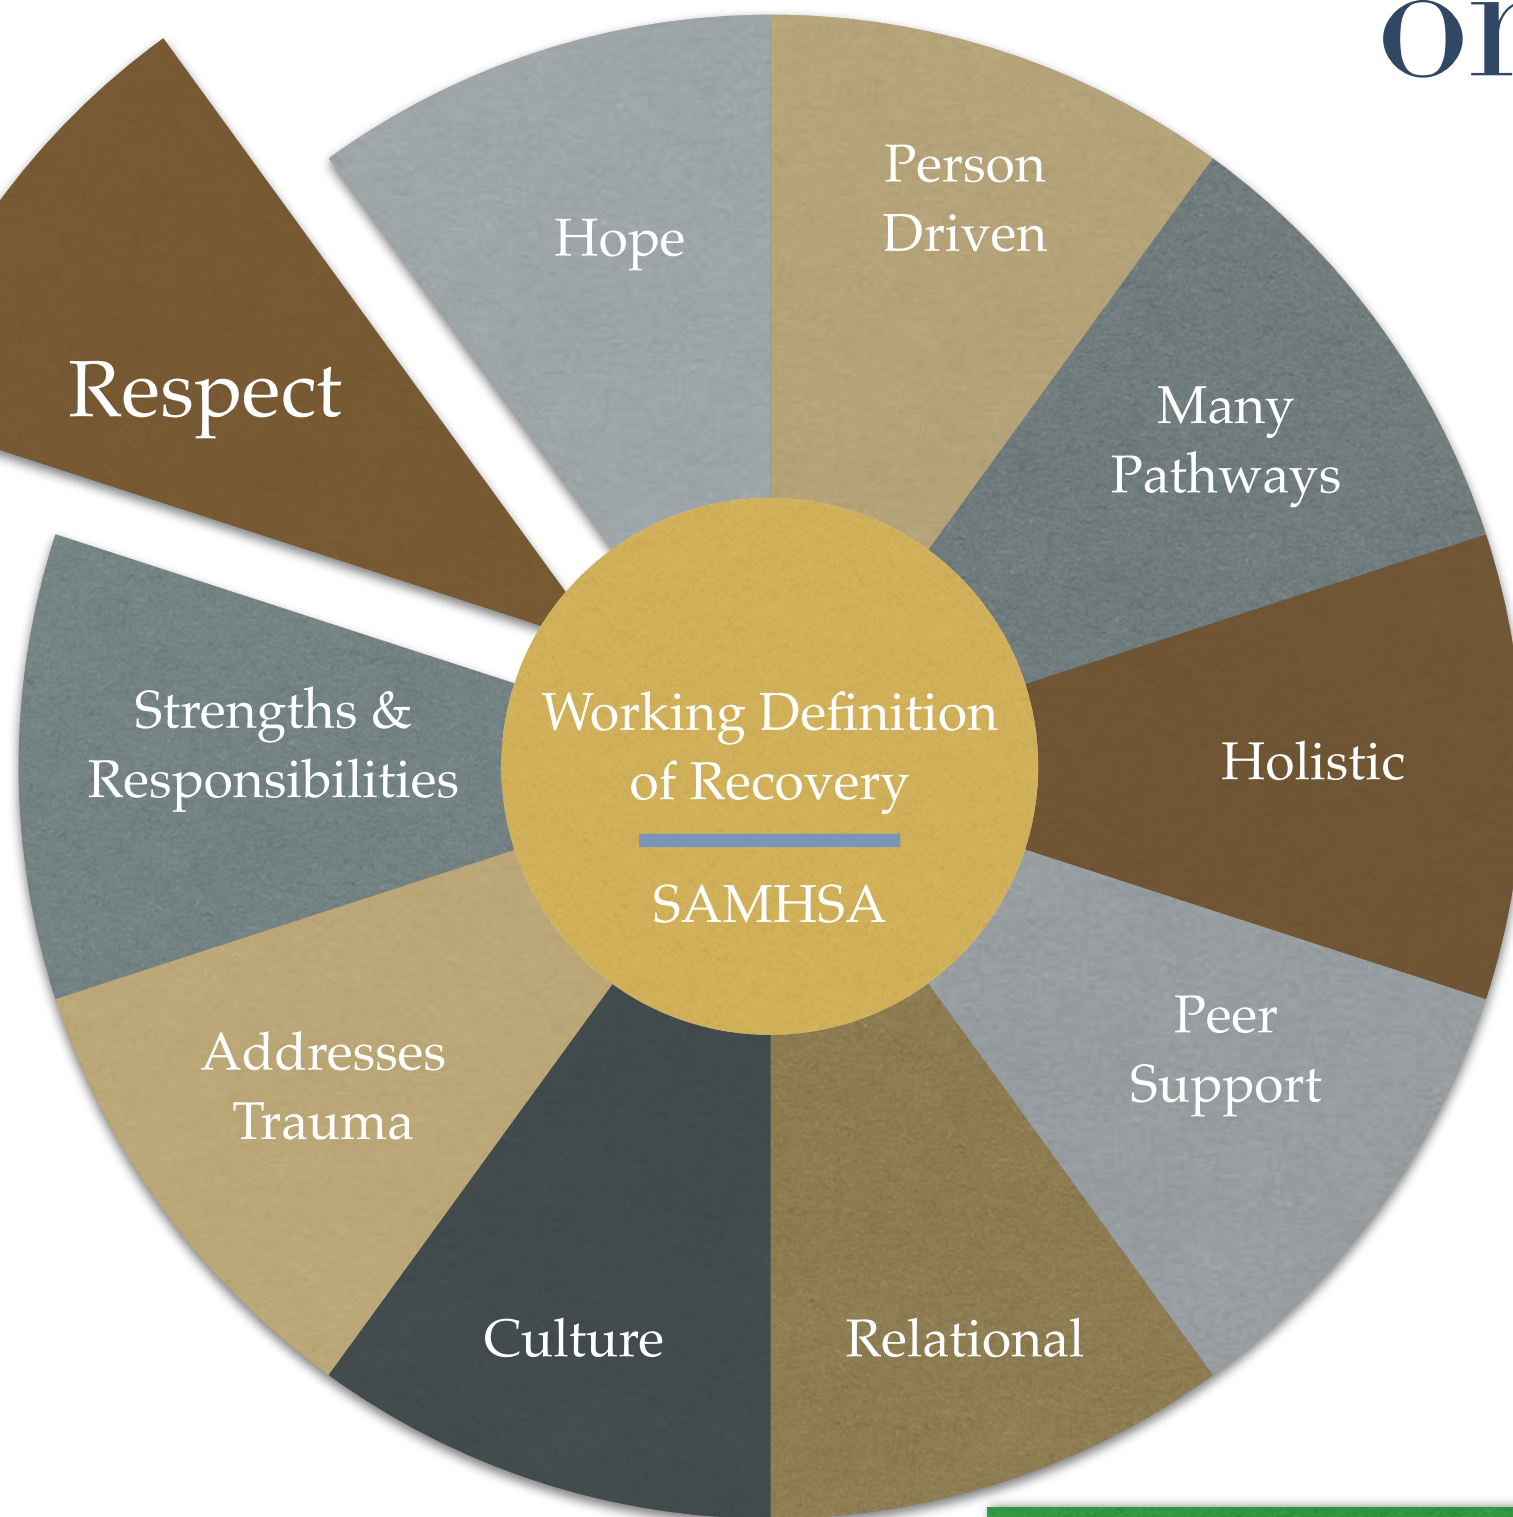 or
Person
Driven
Hope
Many
Pathways
Respect
Holistic
Strengths &
Responsibilities
Working Definition
of Recovery
SAMHSA
Peer
Support
Addresses
Trauma
Culture
Relational